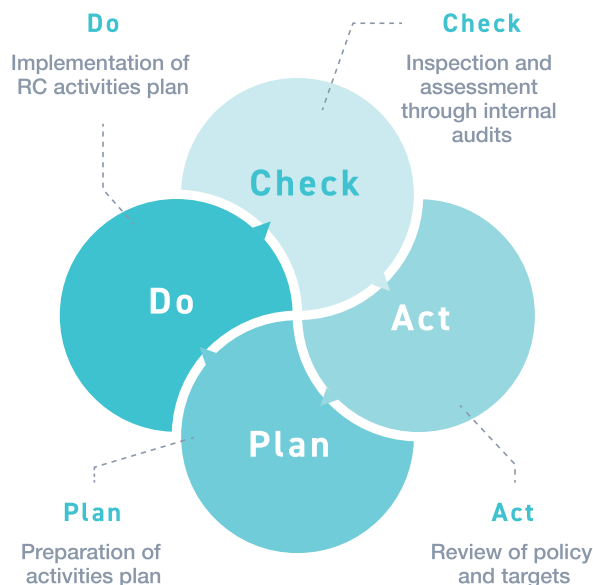 Do
Implementation of
RC activities plan
Check
Inspection and
assessment
through internal
audits
Check
Do
Act
Plan
Plan
Preparation of
activities plan
Act
Review of policy
and targets